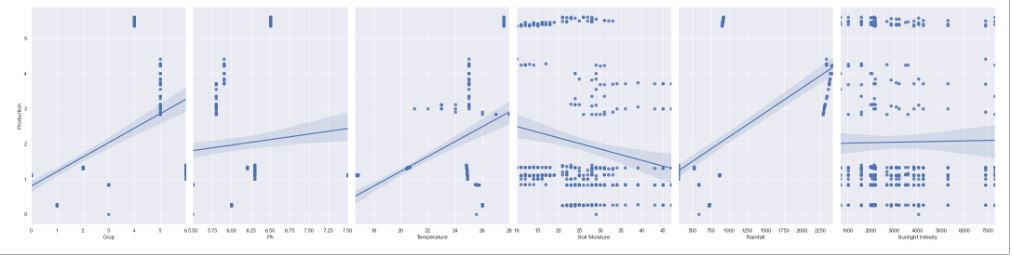 Production
5
4
3
2
1
0
0 1 2 3 4 5 6 5.50 5.75 6.00 6.25 6.50 6.75 7.00 7.25 7.50 18 20 22 24 26 28 10 15 20 25 30 35 40 45 500 750 1000 1250 1500 1750 2000 2250 1000 2000 3000 4000 5000 6000 7000
Crop Ph Temperature Soil Moisture Rainfall Sunlight Intesity